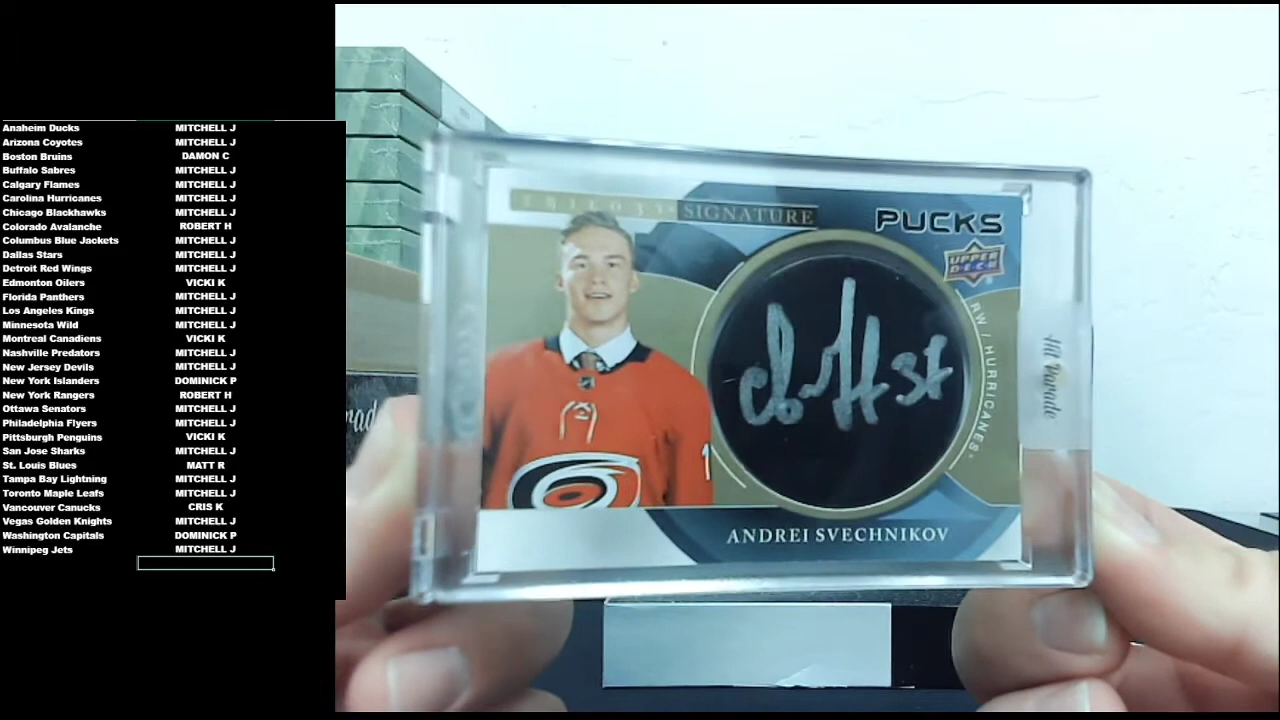 Anaheim Ducks MITCHELL J
Arizona Coyotes MITCHELL J
Boston Bruins DAMON C
Buffalo Sabres MITCHELL J
Calgary Flames MITCHELL J
Carolina Hurricanes MITCHELL J
Chicago Blackhawks MITCHELL J
Colorado Avalanche ROBERT H
Columbus Blue Jackets MITCHELL J
Dallas Stars MITCHELL J
Detroit Red Wings MITCHELL J
Edmonton Oilers VICKI K
Florida Panthers MITCHELL J
Los Angeles Kings MITCHELL J
Minnesota Wild MITCHELL J
Montreal Canadiens VICKI K
Nashville Predators MITCHELL J
New Jersey Devils MITCHELL J
New York Islanders DOMINICK P
New York Rangers ROBERT H
Ottawa Senators MITCHELL J
Philadelphia Flyers MITCHELL J
Pittsburgh Penguins VICKI K
San Jose Sharks MITCHELL J
St. Louis Blues MATT R
Tampa Bay Lightning MITCHELL J
Toronto Maple Leafs MITCHELL J
Vancouver Canucks CRIS K
Vegas Golden Knights MITCHELL J
Washington Capitals DOMINICK P
Winnipeg Jets MITCHELL J
TRILOGY SIGNATURE
PUCKS
UPPER
DECK
RW / HURRICANES
37
ANDREI SVECHNIKOV
Hit Parade